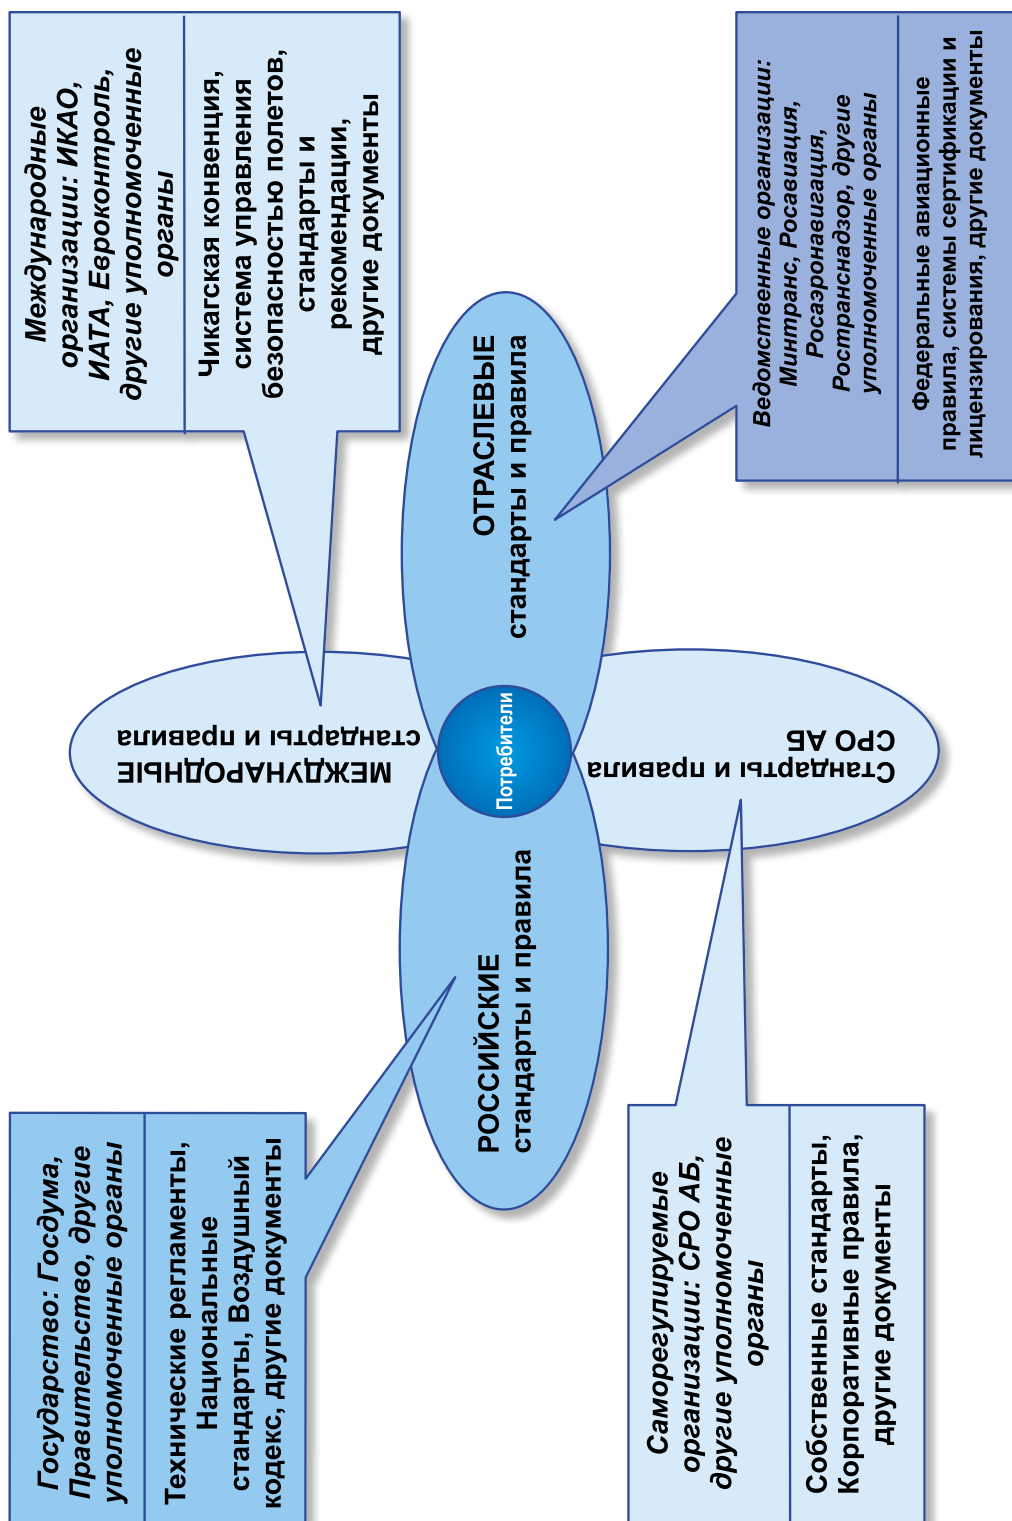 Государство: Госдума,
Правительство, другие
уполномоченные органы
Технические регламенты,
Национальные
стандарты, Воздушный
кодекс, другие документы
Международные
организации: ИКАО,
ИАТА, Евроконтроль,
другие уполномоченные
органы
Чикагская конвенция,
система управления
безопасностью полетов,
стандарты и
рекомендации,
другие документы
МЕЖДУНАРОДНЫЕ
стандарты и правила
РОССИЙСКИЕ
стандарты и правила
Потребители
ОТРАСЛЕВЫЕ
стандарты и правила
Стандарты и правила
СРО АБ
Саморегулируемые
организации: СРО АБ,
другие уполномоченные
органы
Собственные стандарты,
Корпоративные правила,
другие документы
Ведомственные организации:
Минтранс, Росавиация,
Росаэронавигация,
Ространснадзор, другие
уполномоченные органы
Федеральные авиационные
правила, системы сертификации и
лицензирования, другие документы